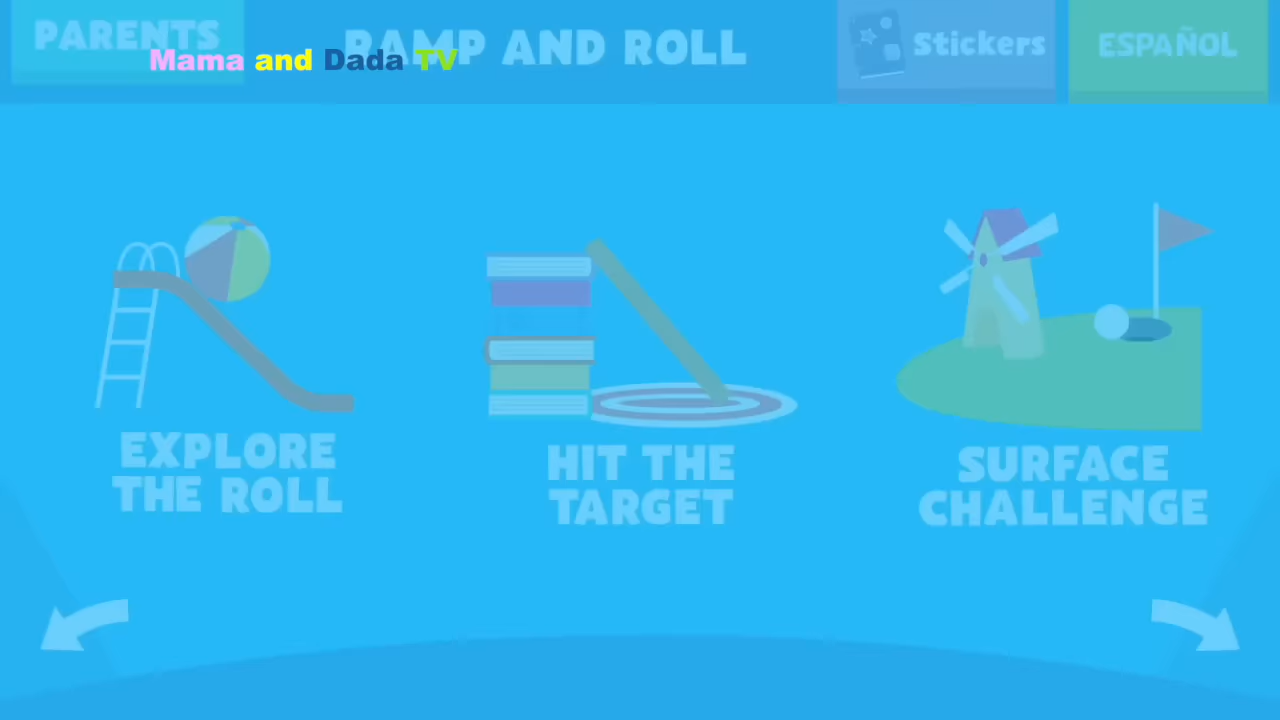 PARENTS
Mama and Dada TV
RAMP AND ROLL
Stickers
ESPAÑOL
EXPLORE
THE ROLL
HIT THE
TARGET
SURFACE
CHALLENGE